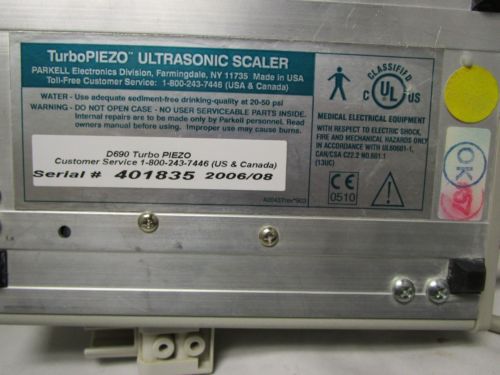 TurboPIEZO™ ULTRASONIC SCALER
PARKELL Electronics Division, Farmingdale, NY 11735 Made in USA
Toll-Free Customer Service: 1-800-243-7446 (USA & Canada)
WATER - Use adequate sediment-free drinking-quality at 20-50 psi
WARNING - DO NOT OPEN CASE - NO USER SERVICEABLE PARTS INSIDE.
Internal repairs are to be made only by Parkell personnel. Read
owners manual before using. Improper use may cause burns.
D690 Turbo PIEZO
Customer Service 1-800-243-7446 (US & Canada)
Serial # 401835 2006/08
CLASSIFIED
C UL ® US
MEDICAL ELECTRICAL EQUIPMENT
WITH RESPECT TO ELECTRIC SHOCK,
FIRE AND MECHANICAL HAZARDS ONLY
IN ACCORDANCE WITH UL60601-1,
CAN/CSA C22.2 NO.601.1
(13UC)
CE
0510
OK